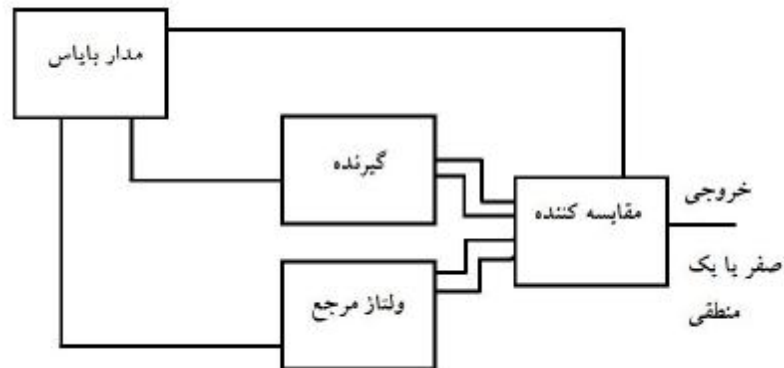 مدار بایاس
گیرنده
مقایسه کننده
ولتاژ مرجع
خروجی
صفر یا یک
منطقی